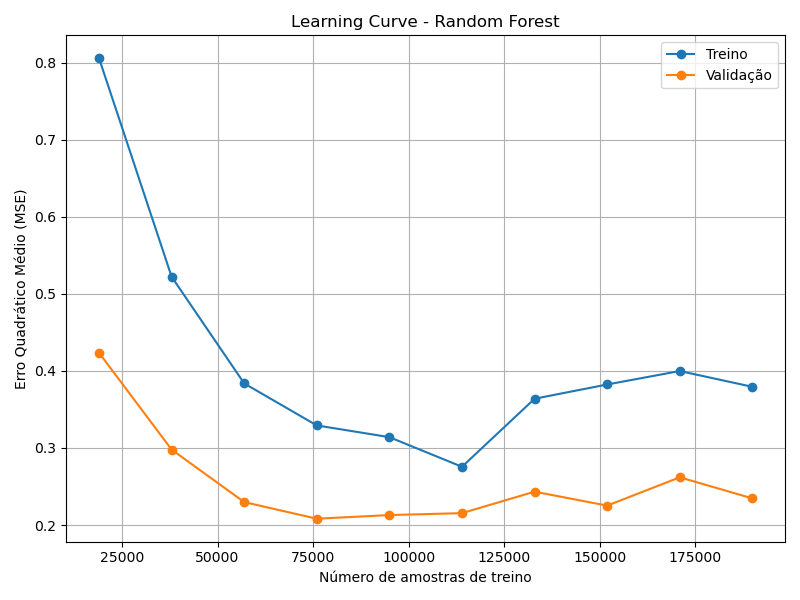 Learning Curve - Random Forest
Treino
Validação
Erro Quadrático Médio (MSE)
0.8
0.7
0.6
0.5
0.4
0.3
0.2
25000 50000 75000 100000 125000 150000 175000
Número de amostras de treino